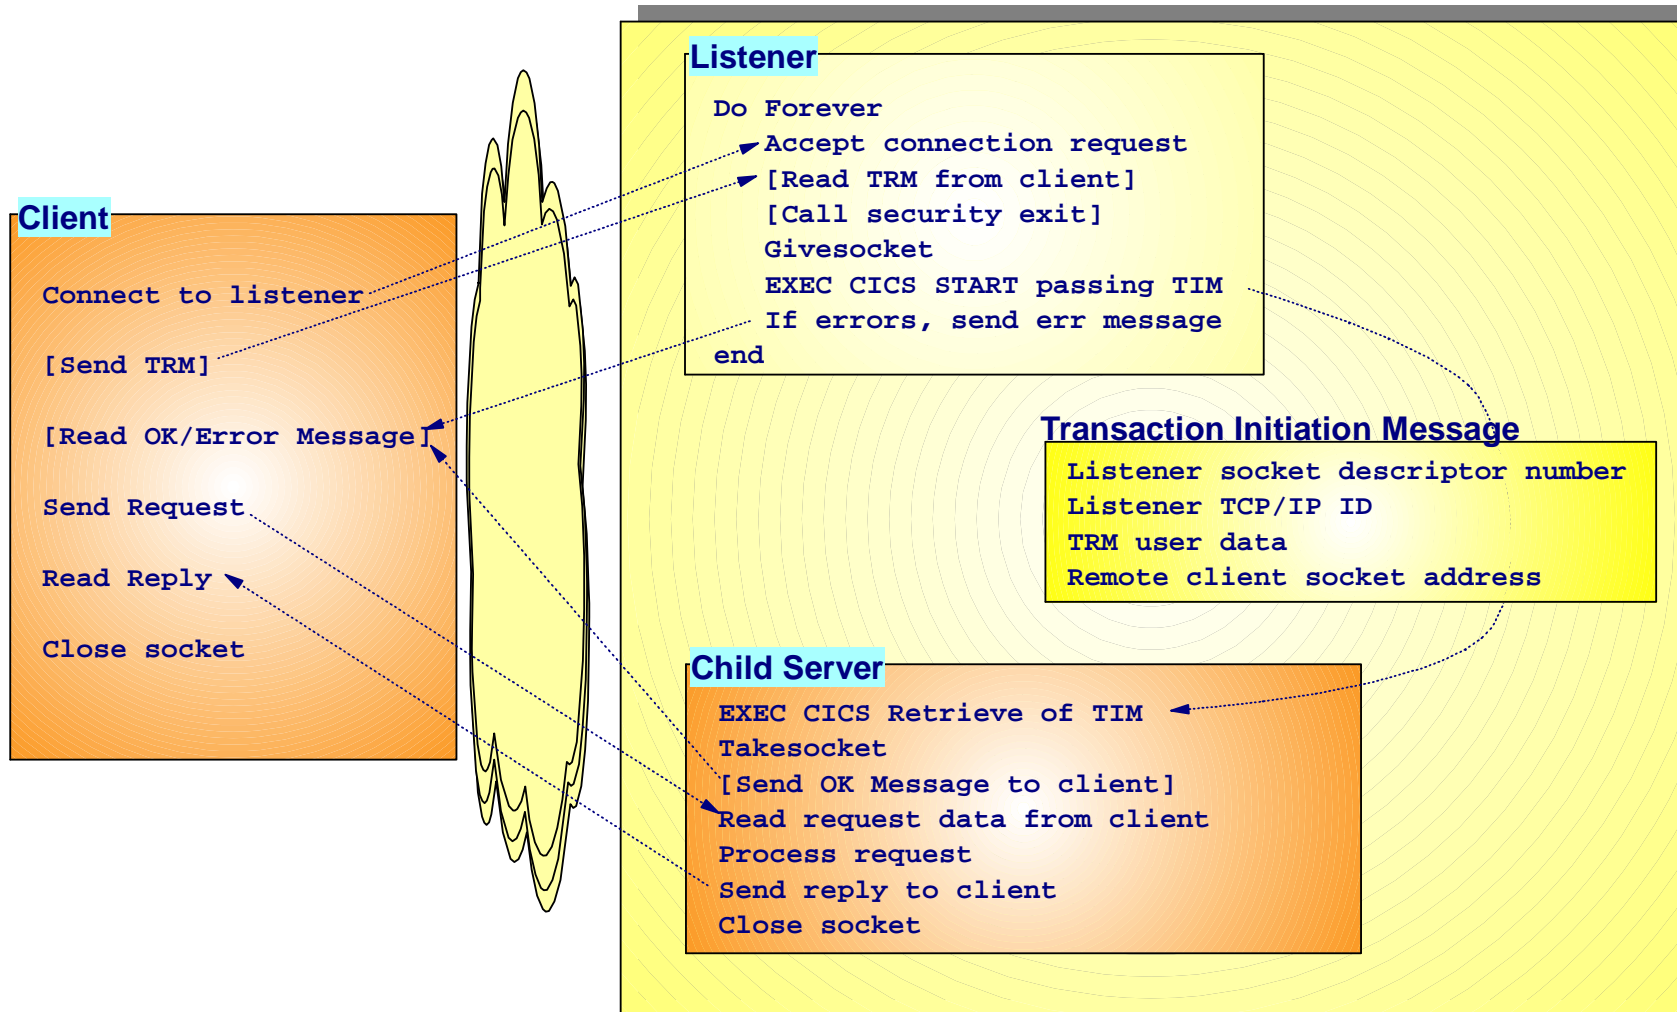 Client
Connect to listener
[Send TRM]
[Read OK/Error Message]
Send Request
Read Reply
Close socket
Listener
Do Forever
Accept connection request
[Read TRM from client]
[Call security exit]
Givesocket
EXEC CICS START passing TIM
If errors, send err message
end
Transaction Initiation Message
Listener socket descriptor number
Listener TCP/IP ID
TRM user data
Remote client socket address
Child Server
EXEC CICS Retrieve of TIM
Takesocket
[Send OK Message to client]
Read request data from client
Process request
Send reply to client
Close socket